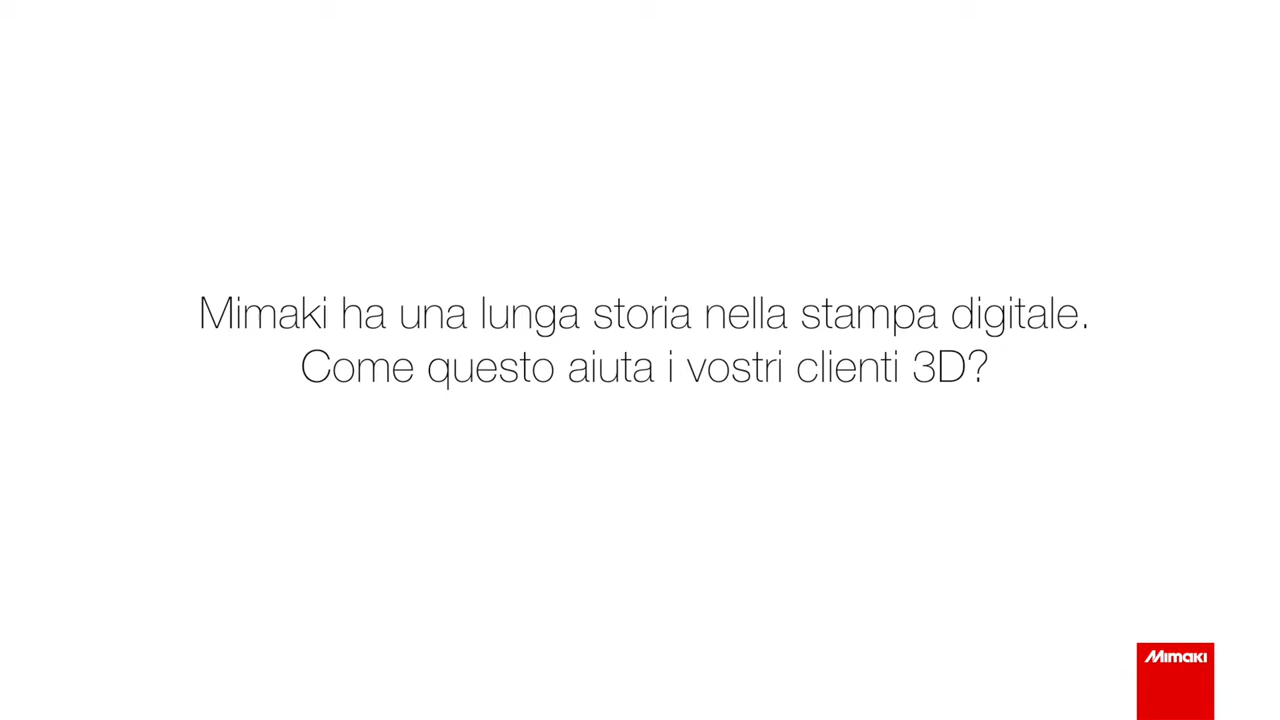 Mimaki ha una lunga storia nella stampa digitale.
Come questo aiuta i vostri clienti 3D?
Mimaki